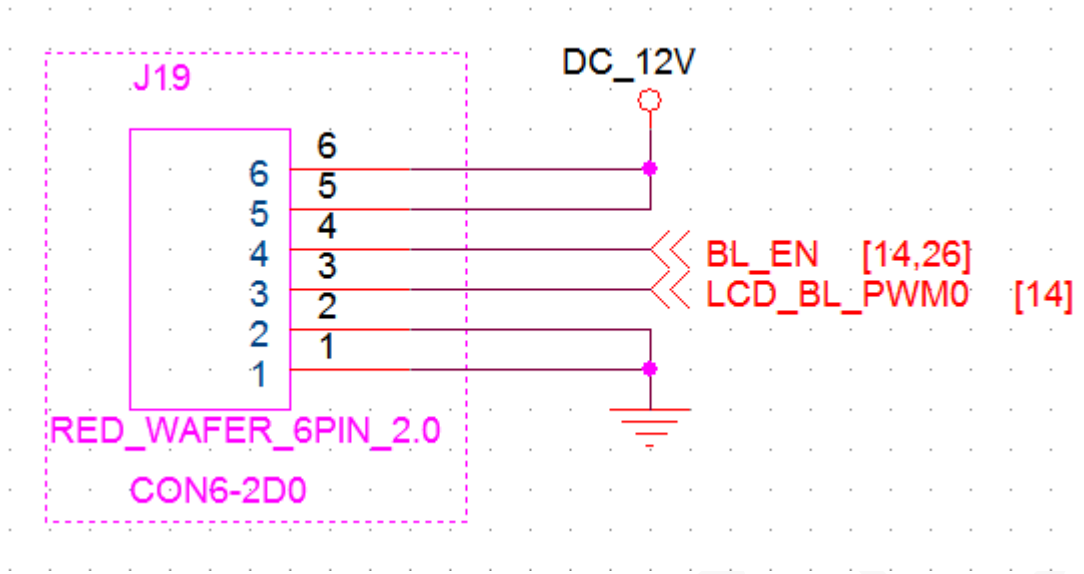 DC_12V
J19
6
6
5
5
4
4
BL_EN [14,26]
3
3
LCD_BL_PWM0 [14]
2
2
1
1
RED_WAFER_6PIN_2.0
CON6-2D0